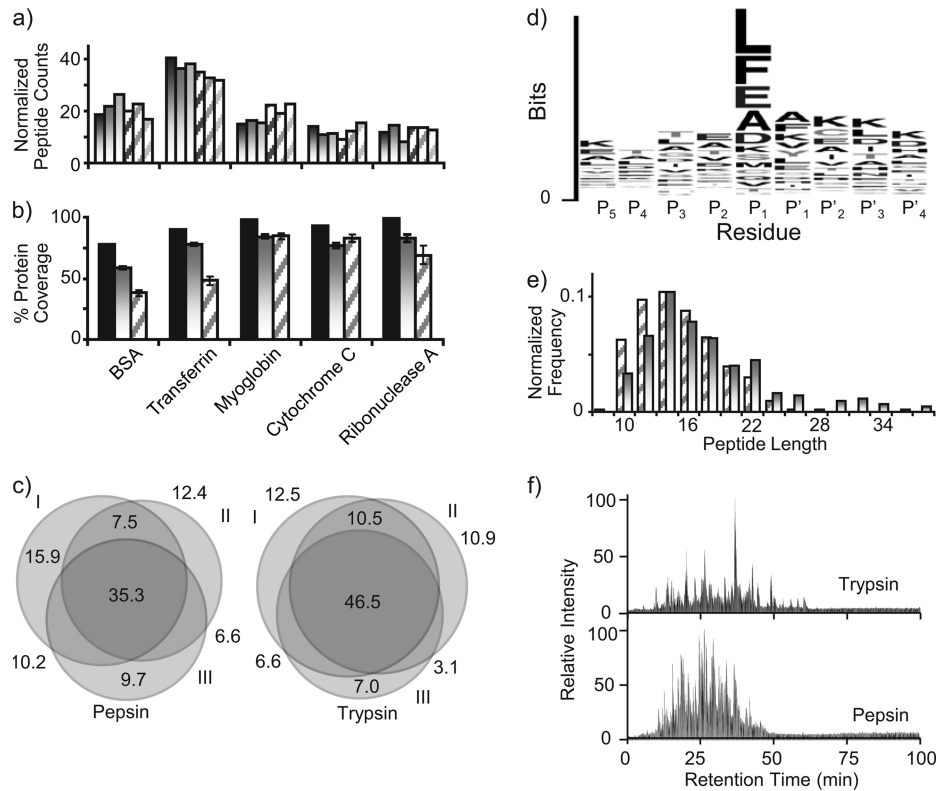 a)
Normalized
Peptide Counts
40
20
0
b)
% Protein
Coverage
100
50
0
BSA
Transferrin
Myoglobin
Cytochrome C
Ribonuclease A
c)
I
II
III
15.9
7.5
12.4
35.3
10.2
6.6
9.7
Pepsin
I
II
III
12.5
10.5
10.9
46.5
6.6
3.1
7.0
Trypsin
d)
Bits
0
L
F
E
A
D
P5 P4 P3 P2 P1 P'1 P'2 P'3 P'4
Residue
e)
Normalized
Frequency
0.1
0
10 16 22 28 34
Peptide Length
f)
Relative Intensity
100
50
0
Trypsin
100
50
0
Pepsin
0 25 50 75 100
Retention Time (min)